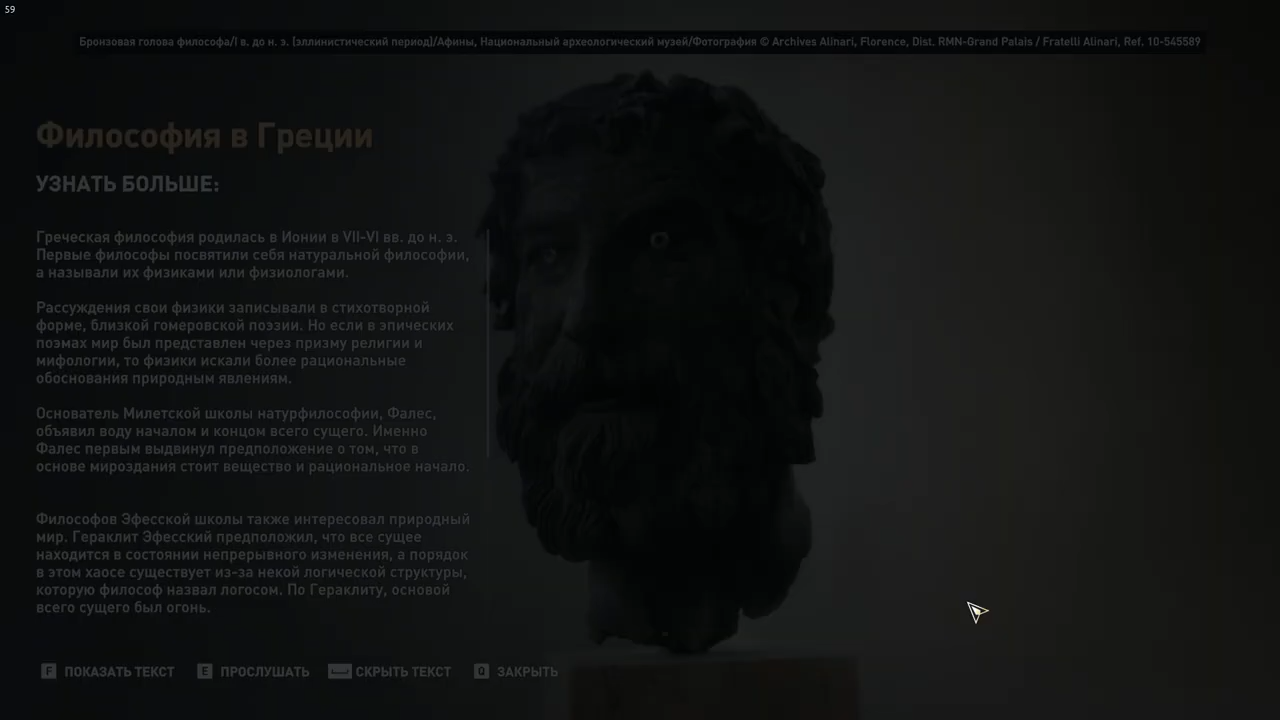 59
Бронзовая голова философа/I в. до н. э. (эллинистический период)/Афины, Национальный археологический музей/Фотография © Archives Alinari, Florence, Dist. RMN-Grand Palais / Fratelli Alinari, Ref. 10-545589
Философия в Греции
УЗНАТЬ БОЛЬШЕ:
Греческая философия родилась в Ионии в VII-VI вв. до н. э.
Первые философы посвятили себя натуральной философии,
а называли их физиками или физиологами.
Рассуждения свои физики записывали в стихотворной
форме, близкой гомеровской поэзии. Но если в эпических
поэмах мир был представлен через призму религии и
мифологии, то физики искали более рациональные
обоснования природным явлениям.
Основатель Милетской школы натурфилософии, Фалес,
объявил воду началом и концом всего сущего. Именно
Фалес первым выдвинул предположение о том, что в
основе мироздания стоит вещество и рациональное начало.
Философов Эфесской школы также интересовал природный
мир. Гераклит Эфесский предположил, что все сущее
находится в состоянии непрерывного изменения, а порядок
в этом хаосе существует из-за некой логической структуры,
которую философ назвал логосом. По Гераклиту, основой
всего сущего был огонь.
F ПОКАЗАТЬ ТЕКСТ E ПРОСЛУШАТЬ СКРЫТЬ ТЕКСТ Q ЗАКРЫТЬ